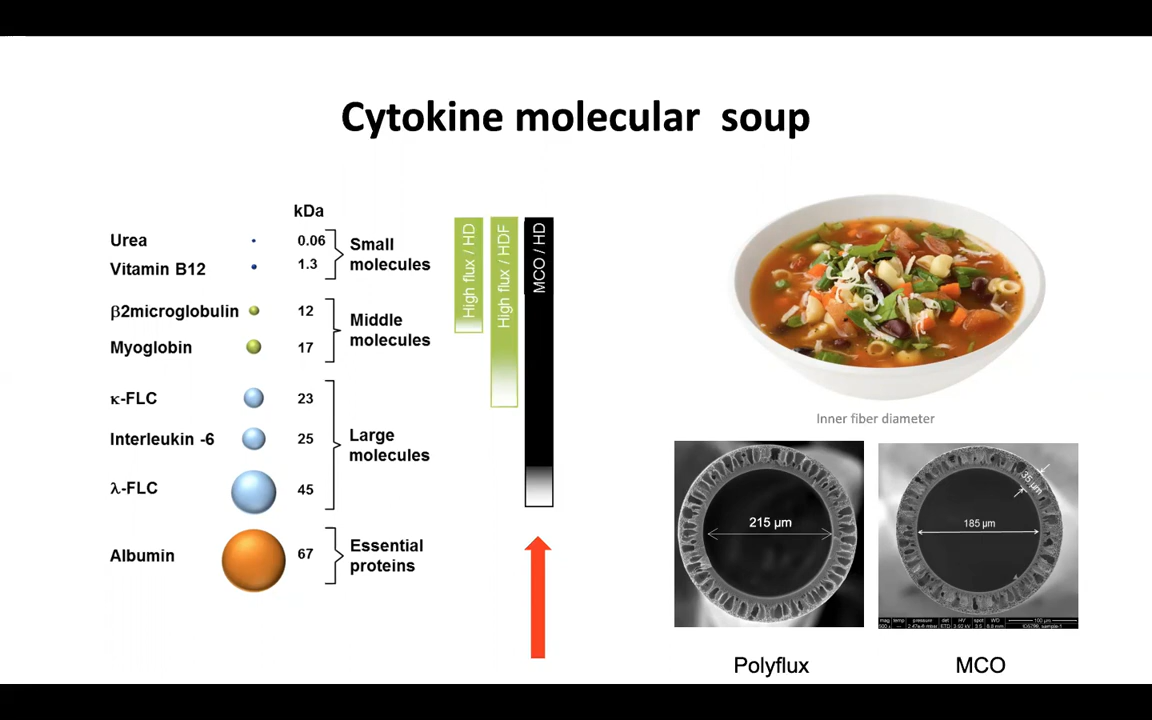 Cytokine molecular soup
kDa
Urea 0.06
Vitamin B12 1.3
Small
molecules
β2microglobulin 12
Myoglobin 17
Middle
molecules
κ-FLC 23
Interleukin -6 25
λ-FLC 45
Large
molecules
Albumin 67
Essential
proteins
High flux / HD
High flux / HDF
MCO / HD
Inner fiber diameter
215 µm
185 µm
35 µm
Polyflux
MCO